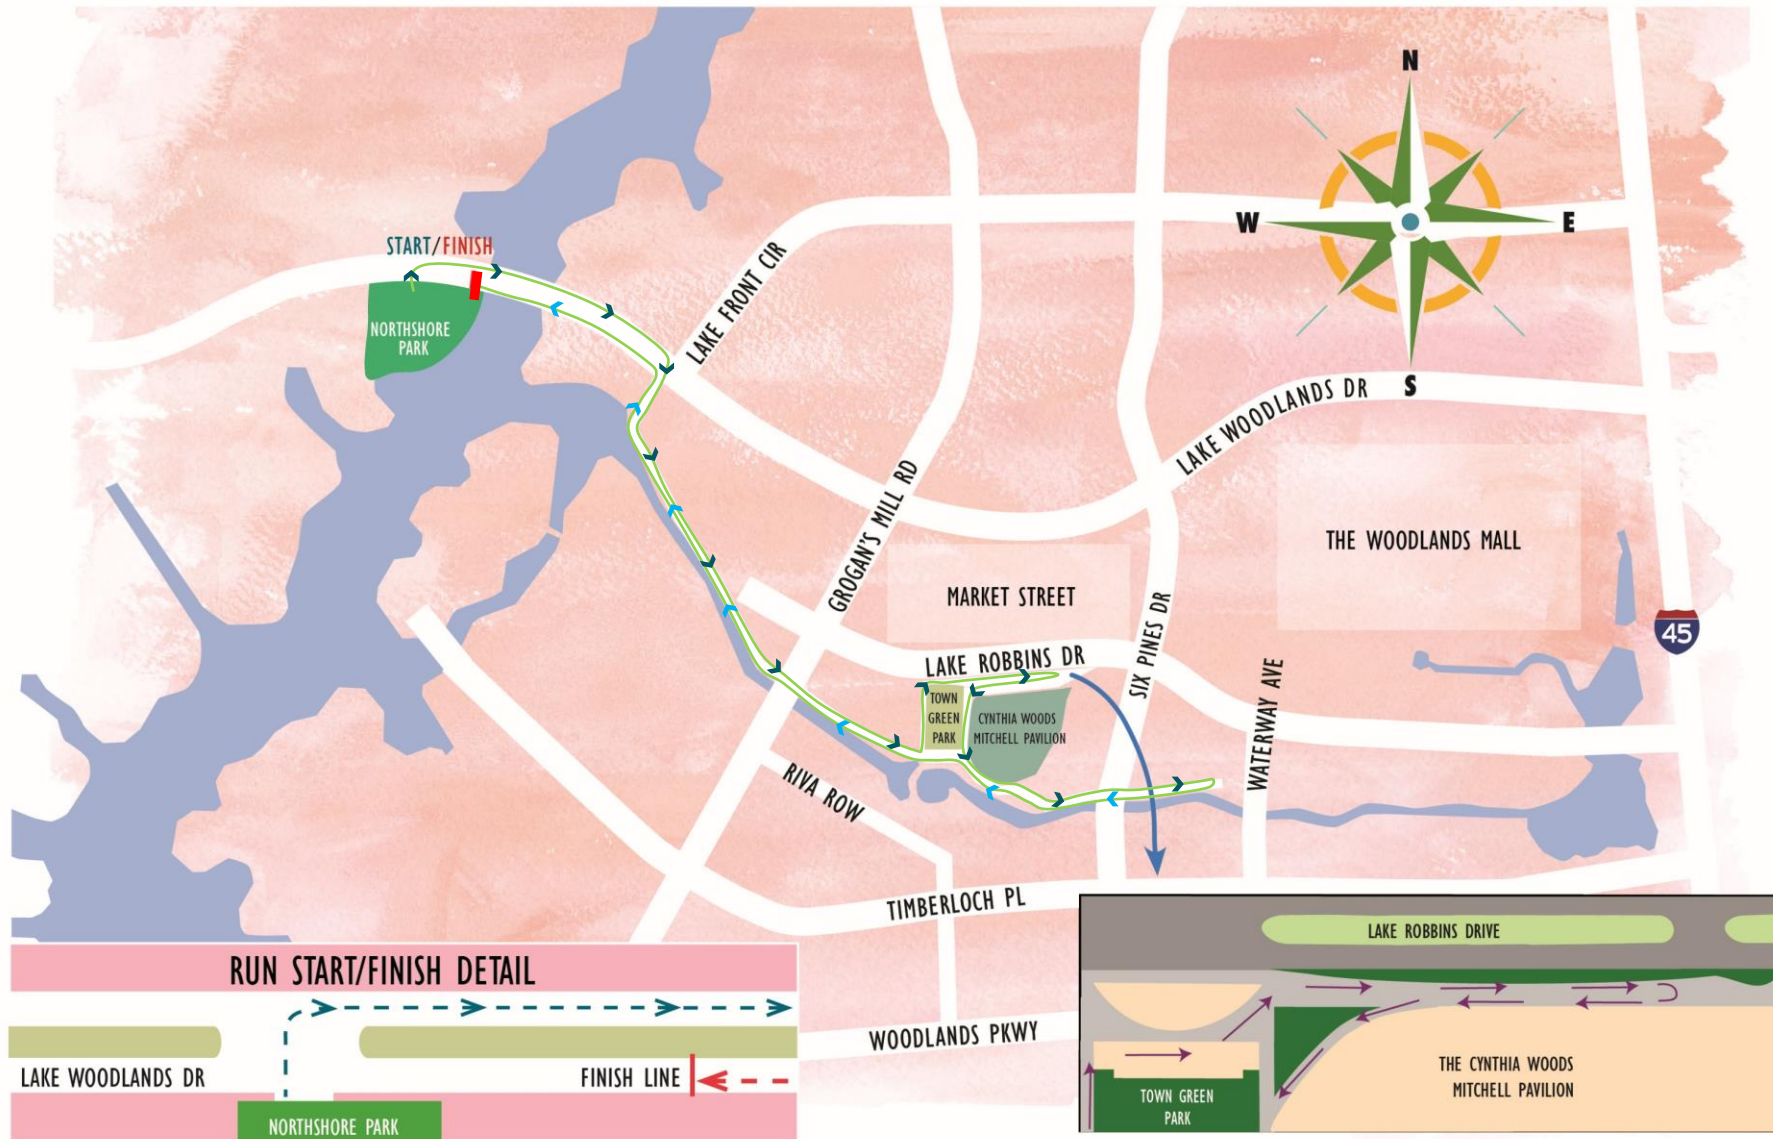 N
W
E
S
START/FINISH
NORTHSHORE
PARK
LAKE FRONT CIR
LAKE WOODLANDS DR
GROGAN'S MILL RD
THE WOODLANDS MALL
MARKET STREET
SIX PINES DR
45
LAKE ROBBINS DR
WATERWAY AVE
TOWN
GREEN
PARK
CYNTHIA WOODS
MITCHELL PAVILION
RIVA ROW
TIMBERLOCH PL
WOODLANDS PKWY
RUN START/FINISH DETAIL
LAKE WOODLANDS DR
FINISH LINE
NORTHSHORE PARK
LAKE ROBBINS DRIVE
TOWN GREEN
PARK
THE CYNTHIA WOODS
MITCHELL PAVILION